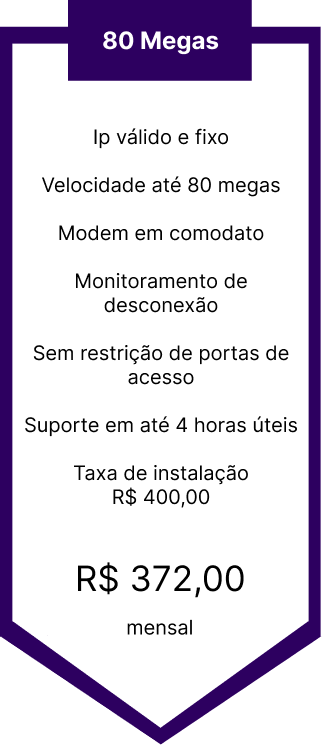 80 Megas
Ip válido e fixo
Velocidade até 80 megas
Modem em comodato
Monitoramento de
desconexão
Sem restrição de portas de
acesso
Suporte em até 4 horas úteis
Taxa de instalação
R$ 400,00
R$ 372,00
mensal